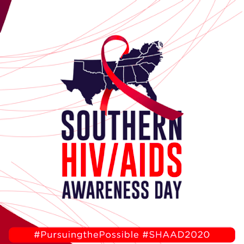 SOUTHERN
HIV/AIDS
AWARENESS DAY
#PursuingthePossible #SHAAD2020